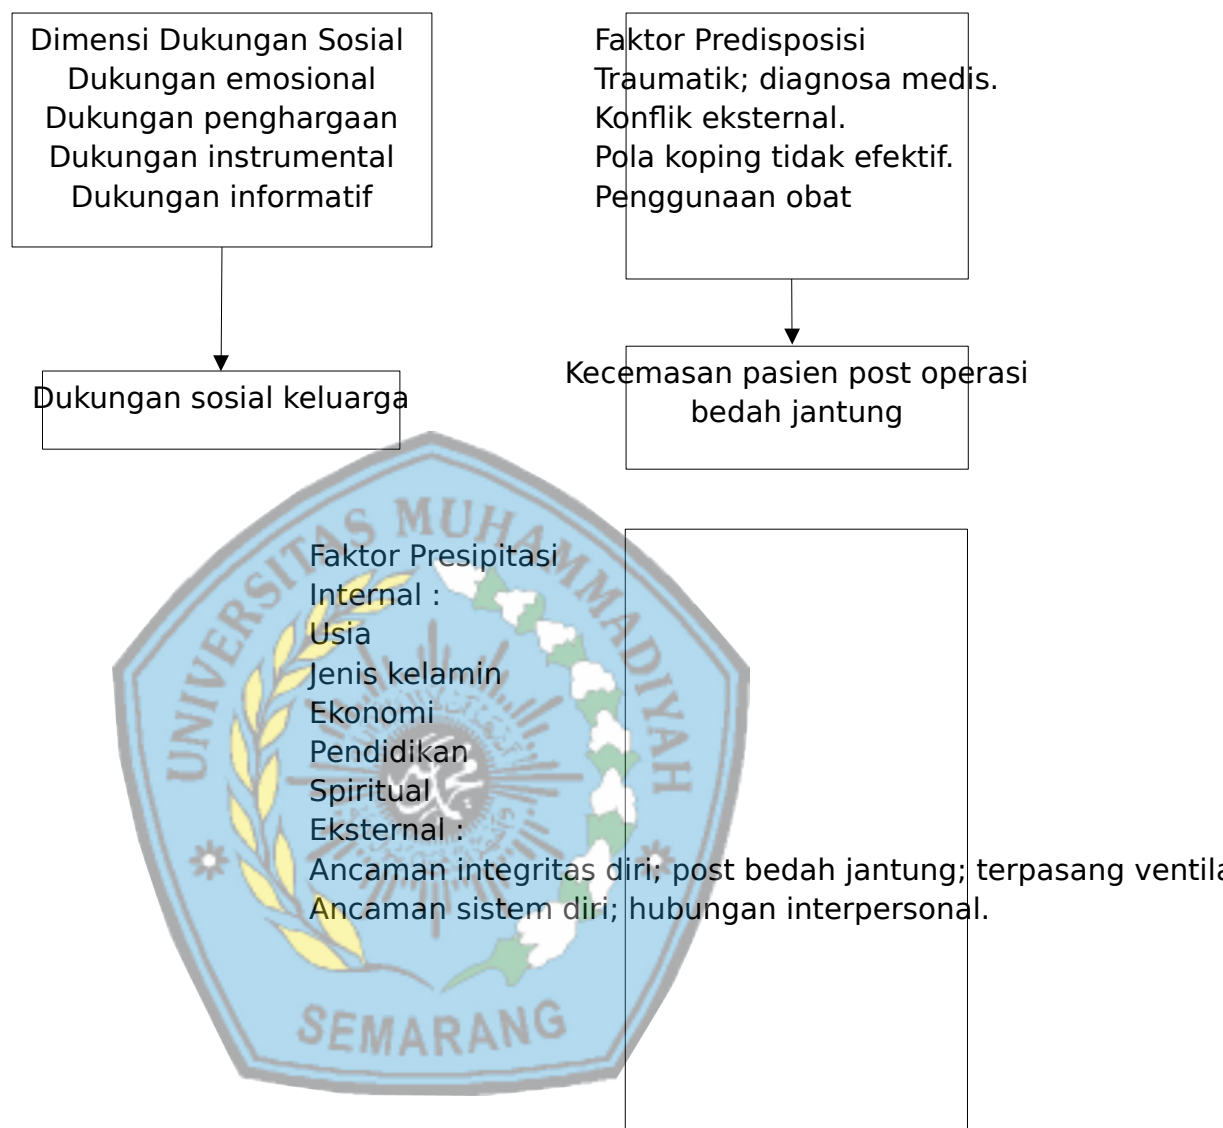 Dimensi Dukungan Sosial
Dukungan emosional
Dukungan penghargaan
Dukungan instrumental
Dukungan informatif
Faktor Predisposisi
Traumatik; diagnosa medis.
Konflik eksternal.
Pola koping tidak efektif.
Penggunaan obat
Dukungan sosial keluarga
Kecemasan pasien post operasi
bedah jantung
UNIVERSITAS MUHAMMADIYAH
Faktor Presipitasi
Internal :
Usia
Jenis kelamin
Ekonomi
Pendidikan
Spiritual
Eksternal :
Ancaman integritas diri; post bedah jantung; terpasang ventila
Ancaman sistem diri; hubungan interpersonal.
SEMARANG